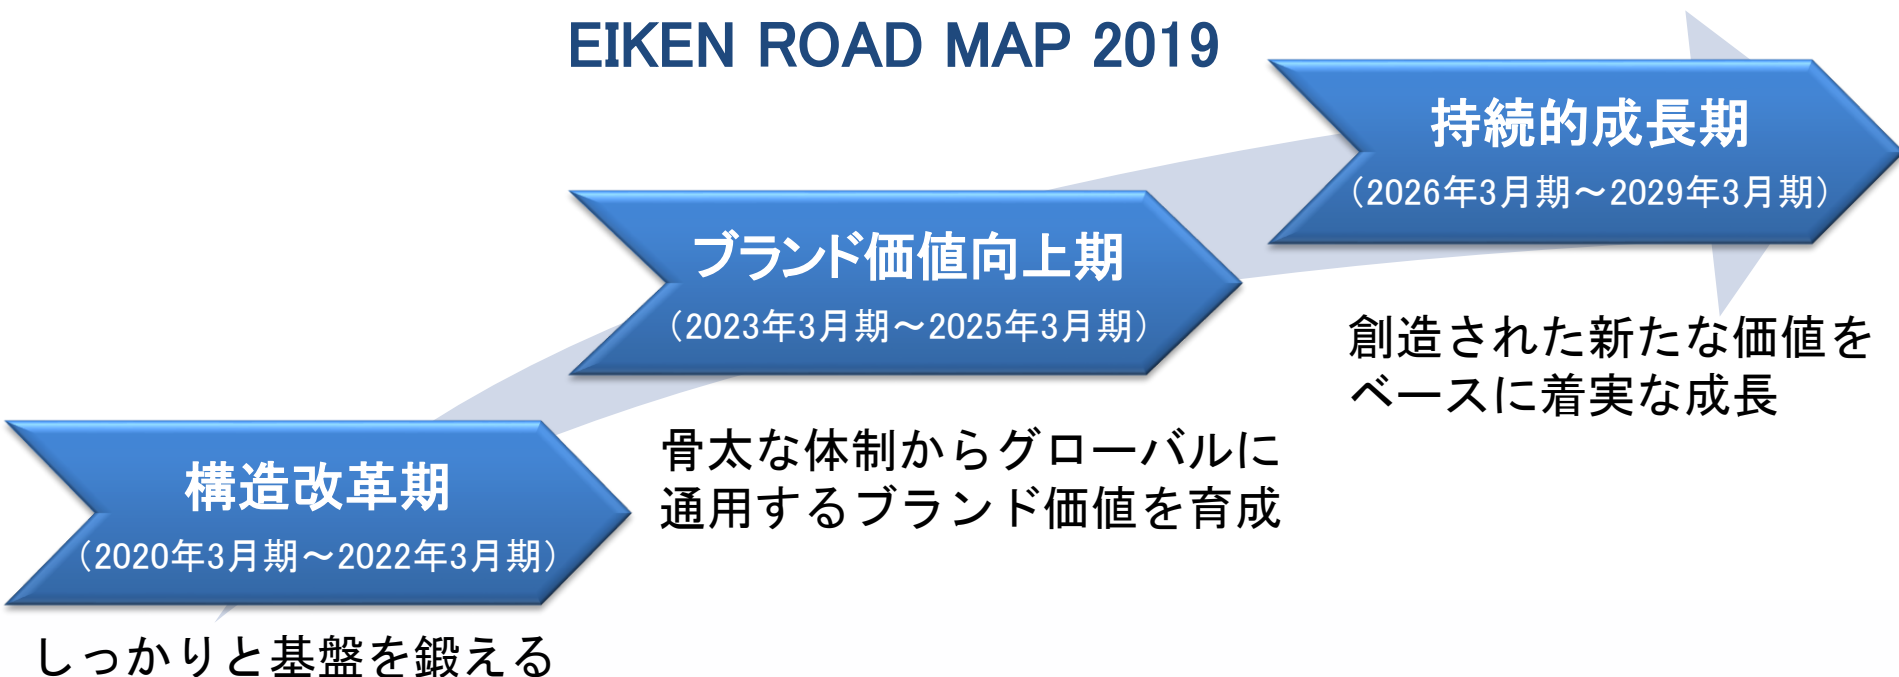 EIKEN ROAD MAP 2019
構造改革期
（2020年3月期～2022年3月期）
しっかりと基盤を鍛える
ブランド価値向上期
（2023年3月期～2025年3月期）
骨太な体制からグローバルに
通用するブランド価値を育成
持続的成長期
（2026年3月期～2029年3月期）
創造された新たな価値を
ベースに着実な成長